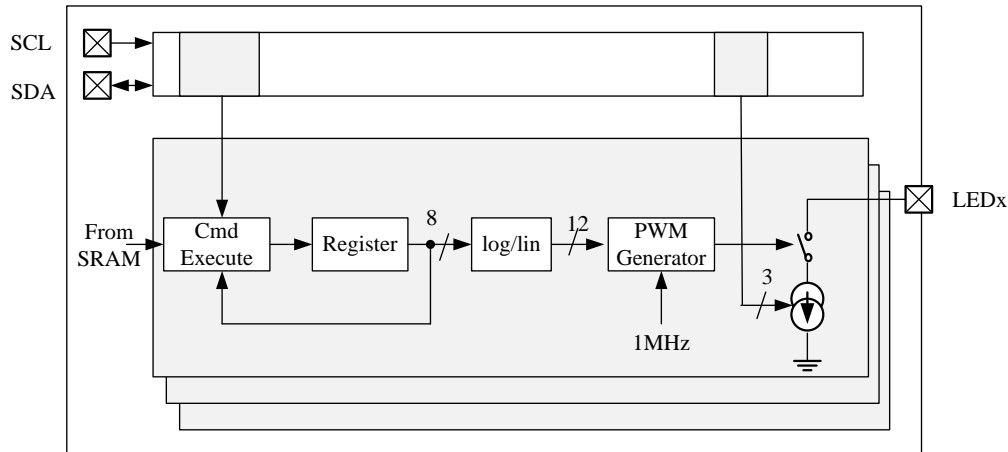 SCL
SDA
LEDx
From
SRAM
Cmd
Execute
Register
8
log/lin
12
PWM
Generator
3
1MHz